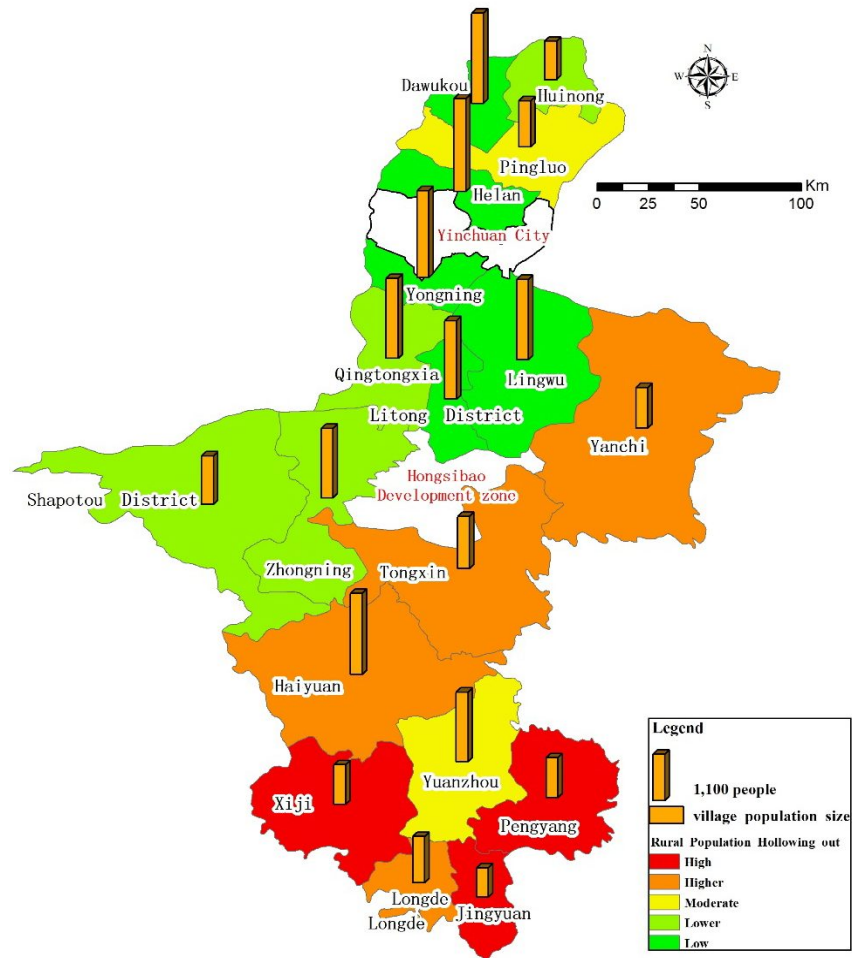 N
W E
S
Dawukou
Huinong
Pingluo
Km
0 25 50 100
Helan
Yinchuan City
Yongning
Qingtongxia
Lingwu
Litong District
Yanchi
Hongsibao
Development zone
Shapotou District
Zhongning
Tongxin
Haiyuan
Yuanzhou
Xiji
Pengyang
Longde
Longde
Jingyuan
Legend
1,100 people
village population size
Rural Population Hollowing out
High
Higher
Moderate
Lower
Low